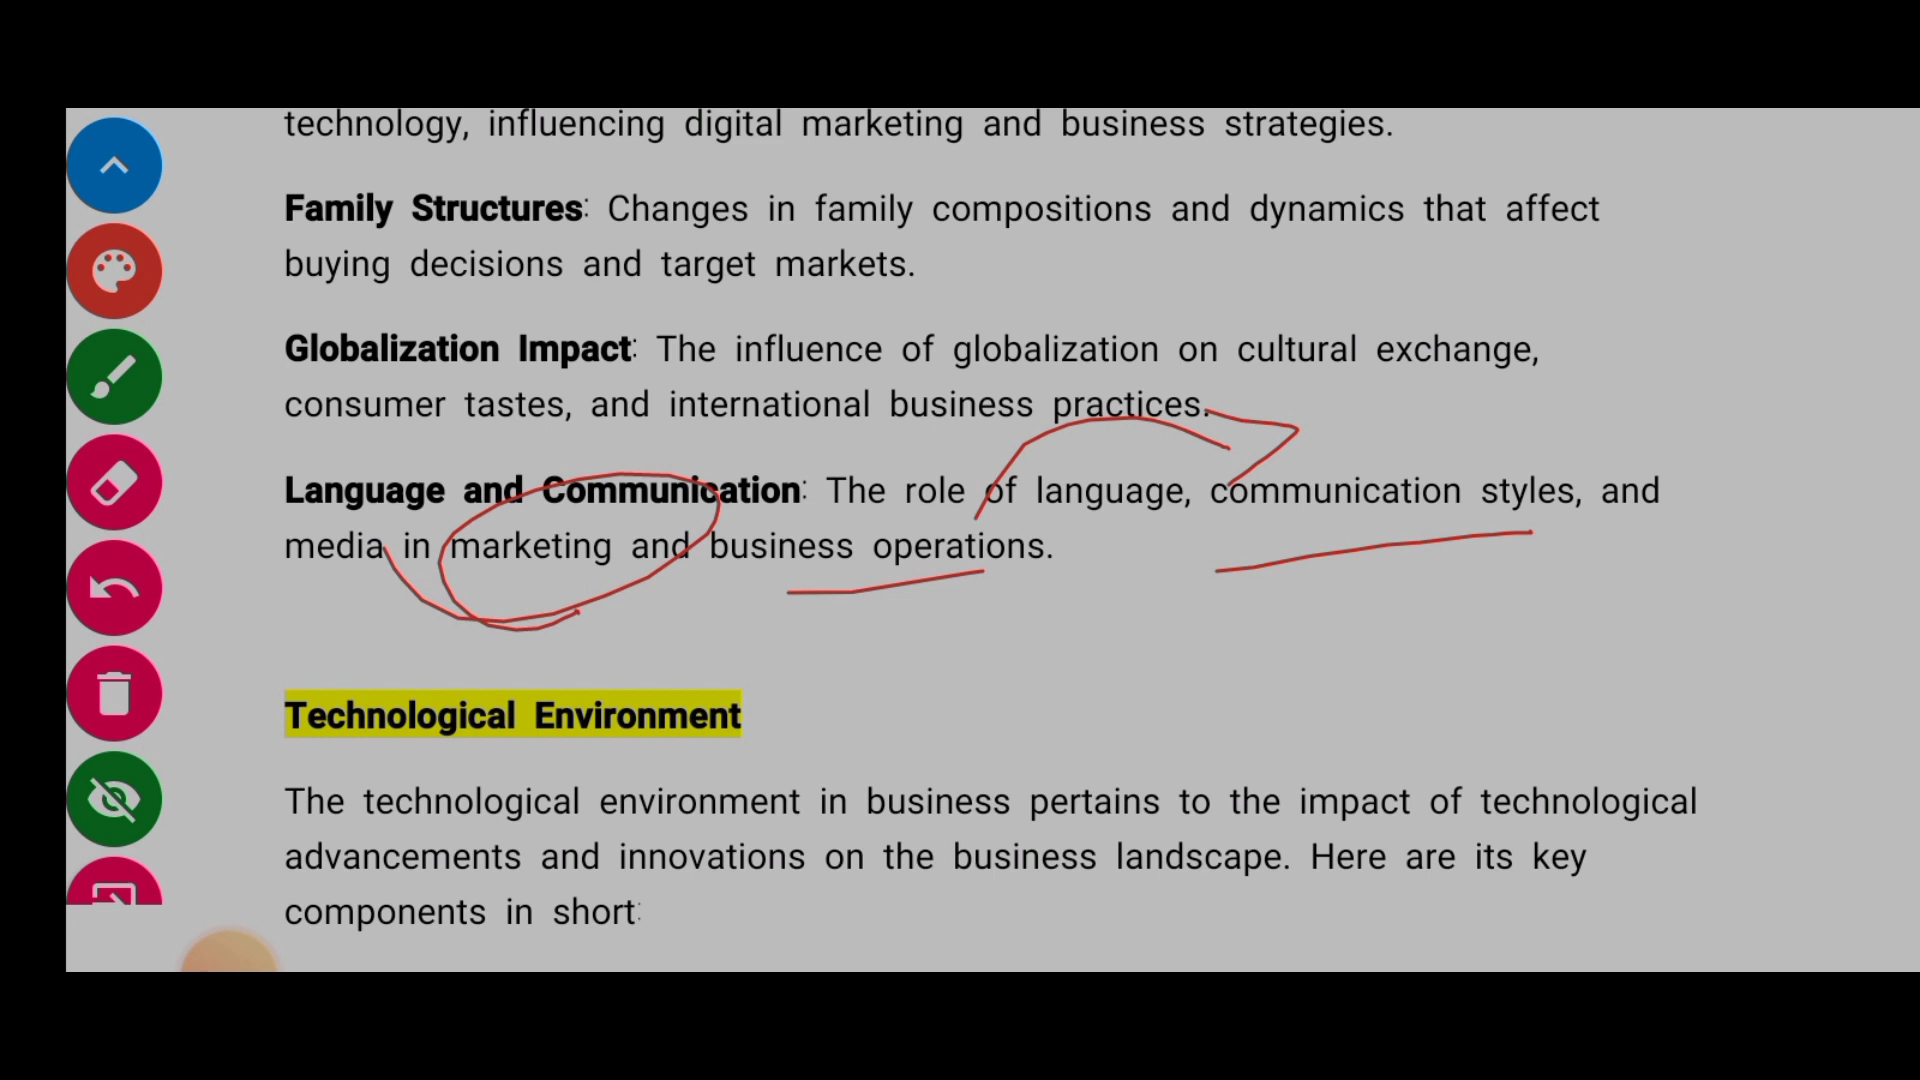 technology, influencing digital marketing and business strategies.
Family Structures: Changes in family compositions and dynamics that affect
buying decisions and target markets.
Globalization Impact: The influence of globalization on cultural exchange,
consumer tastes, and international business practices.
Language and Communication: The role of language, communication styles, and
media in marketing and business operations.
Technological Environment
The technological environment in business pertains to the impact of technological
advancements and innovations on the business landscape. Here are its key
components in short: